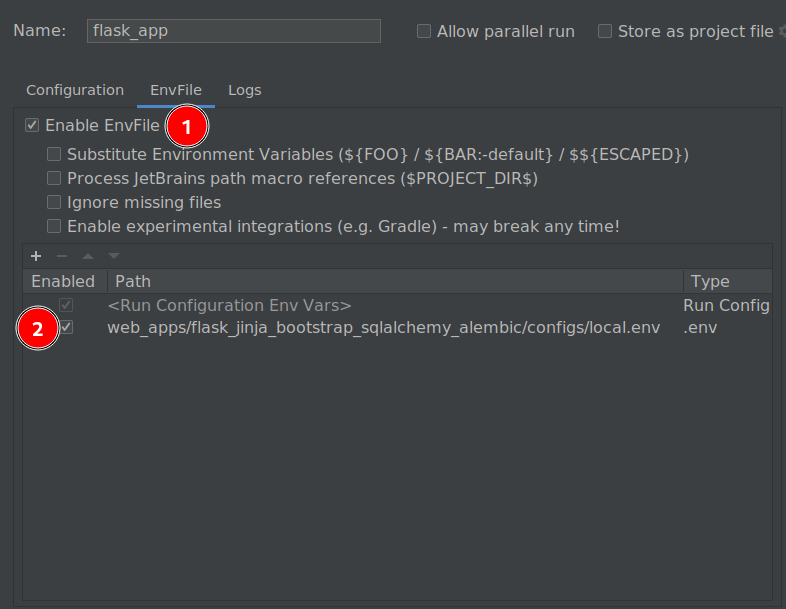 Name: flask_app Allow parallel run Store as project file
Configuration EnvFile Logs
Enable EnvFile 1
Substitute Environment Variables (${FOO} / ${BAR:-default} / $${ESCAPED})
Process JetBrains path macro references ($PROJECT_DIR$)
Ignore missing files
Enable experimental integrations (e.g. Gradle) - may break any time!
Enabled Path Type
<Run Configuration Env Vars> Run Config
2 web_apps/flask_jinja_bootstrap_sqlalchemy_alembic/configs/local.env .env